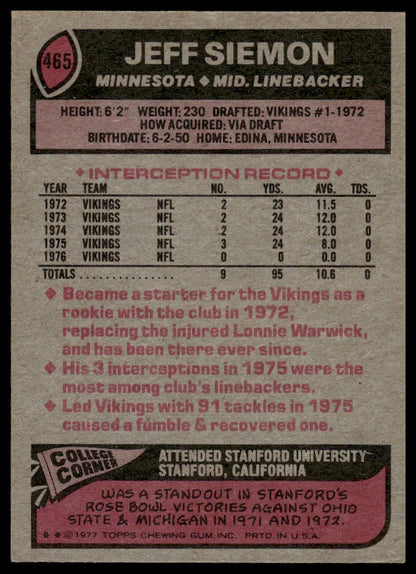 465
JEFF SIEMON
MINNESOTA ◆ MID. LINEBACKER
HEIGHT: 6'2" WEIGHT: 230 DRAFTED: VIKINGS #1-1972
HOW ACQUIRED: VIA DRAFT
BIRTHDATE: 6-2-50 HOME: EDINA, MINNESOTA
◆ INTERCEPTION RECORD ◆
YEAR TEAM NO. YDS. AVG. TDS.
1972 VIKINGS NFL 2 23 11.5 0
1973 VIKINGS NFL 2 24 12.0 0
1974 VIKINGS NFL 2 24 12.0 0
1975 VIKINGS NFL 3 24 8.0 0
1976 VIKINGS NFL 0 0 0.0 0
TOTALS............... 9 95 10.6 0
◆ Became a starter for the Vikings as a
rookie with the club in 1972,
replacing the injured Lonnie Warwick,
and has been there ever since.
◆ His 3 interceptions in 1975 were the
most among club's linebackers.
◆ Led Vikings with 91 tackles in 1975
caused a fumble & recovered one.
COLLEGE
CORNER
ATTENDED STANFORD UNIVERSITY
STANFORD, CALIFORNIA
WAS A STANDOUT IN STANFORD'S
ROSE BOWL VICTORIES AGAINST OHIO
STATE & MICHIGAN IN 1971 AND 1972.
* * © 1977 TOPPS CHEWING GUM, INC. PRTD. IN U.S.A.